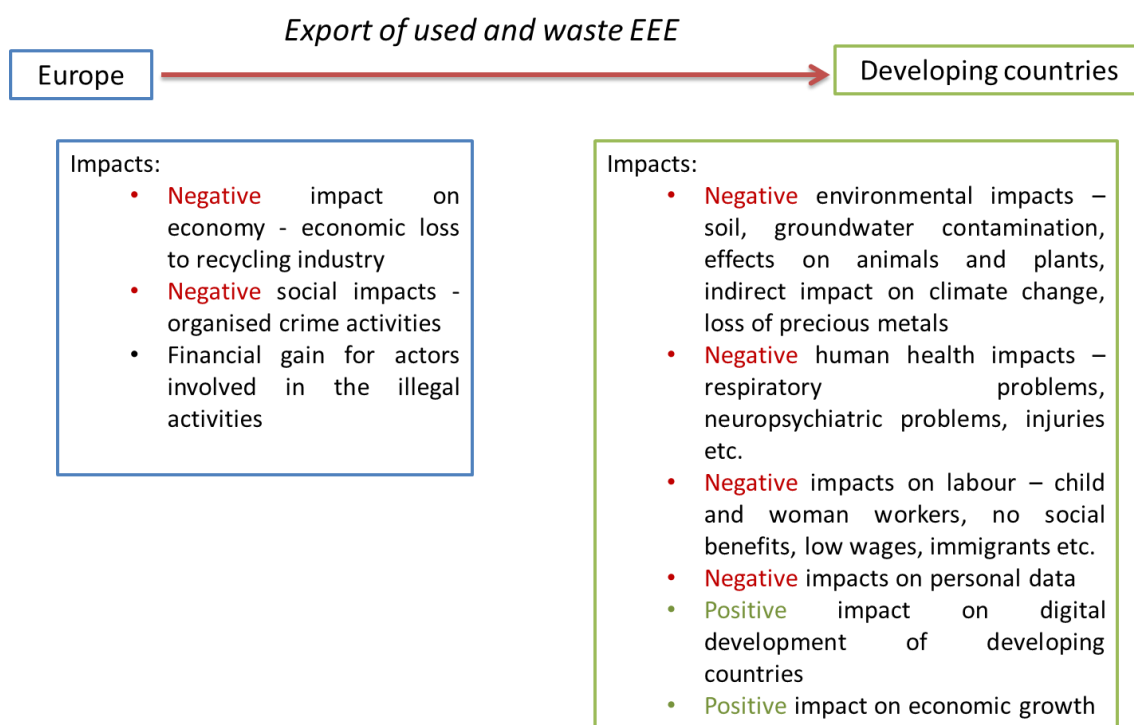 Export of used and waste EEE
Europe
Developing countries
Impacts:
• Negative impact on
economy - economic loss
to recycling industry
• Negative social impacts -
organised crime activities
• Financial gain for actors
involved in the illegal
activities
Impacts:
• Negative environmental impacts –
soil, groundwater contamination,
effects on animals and plants,
indirect impact on climate change,
loss of precious metals
• Negative human health impacts –
respiratory problems,
neuropsychiatric problems, injuries
etc.
• Negative impacts on labour – child
and woman workers, no social
benefits, low wages, immigrants etc.
• Negative impacts on personal data
• Positive impact on digital
development of developing
countries
• Positive impact on economic growth